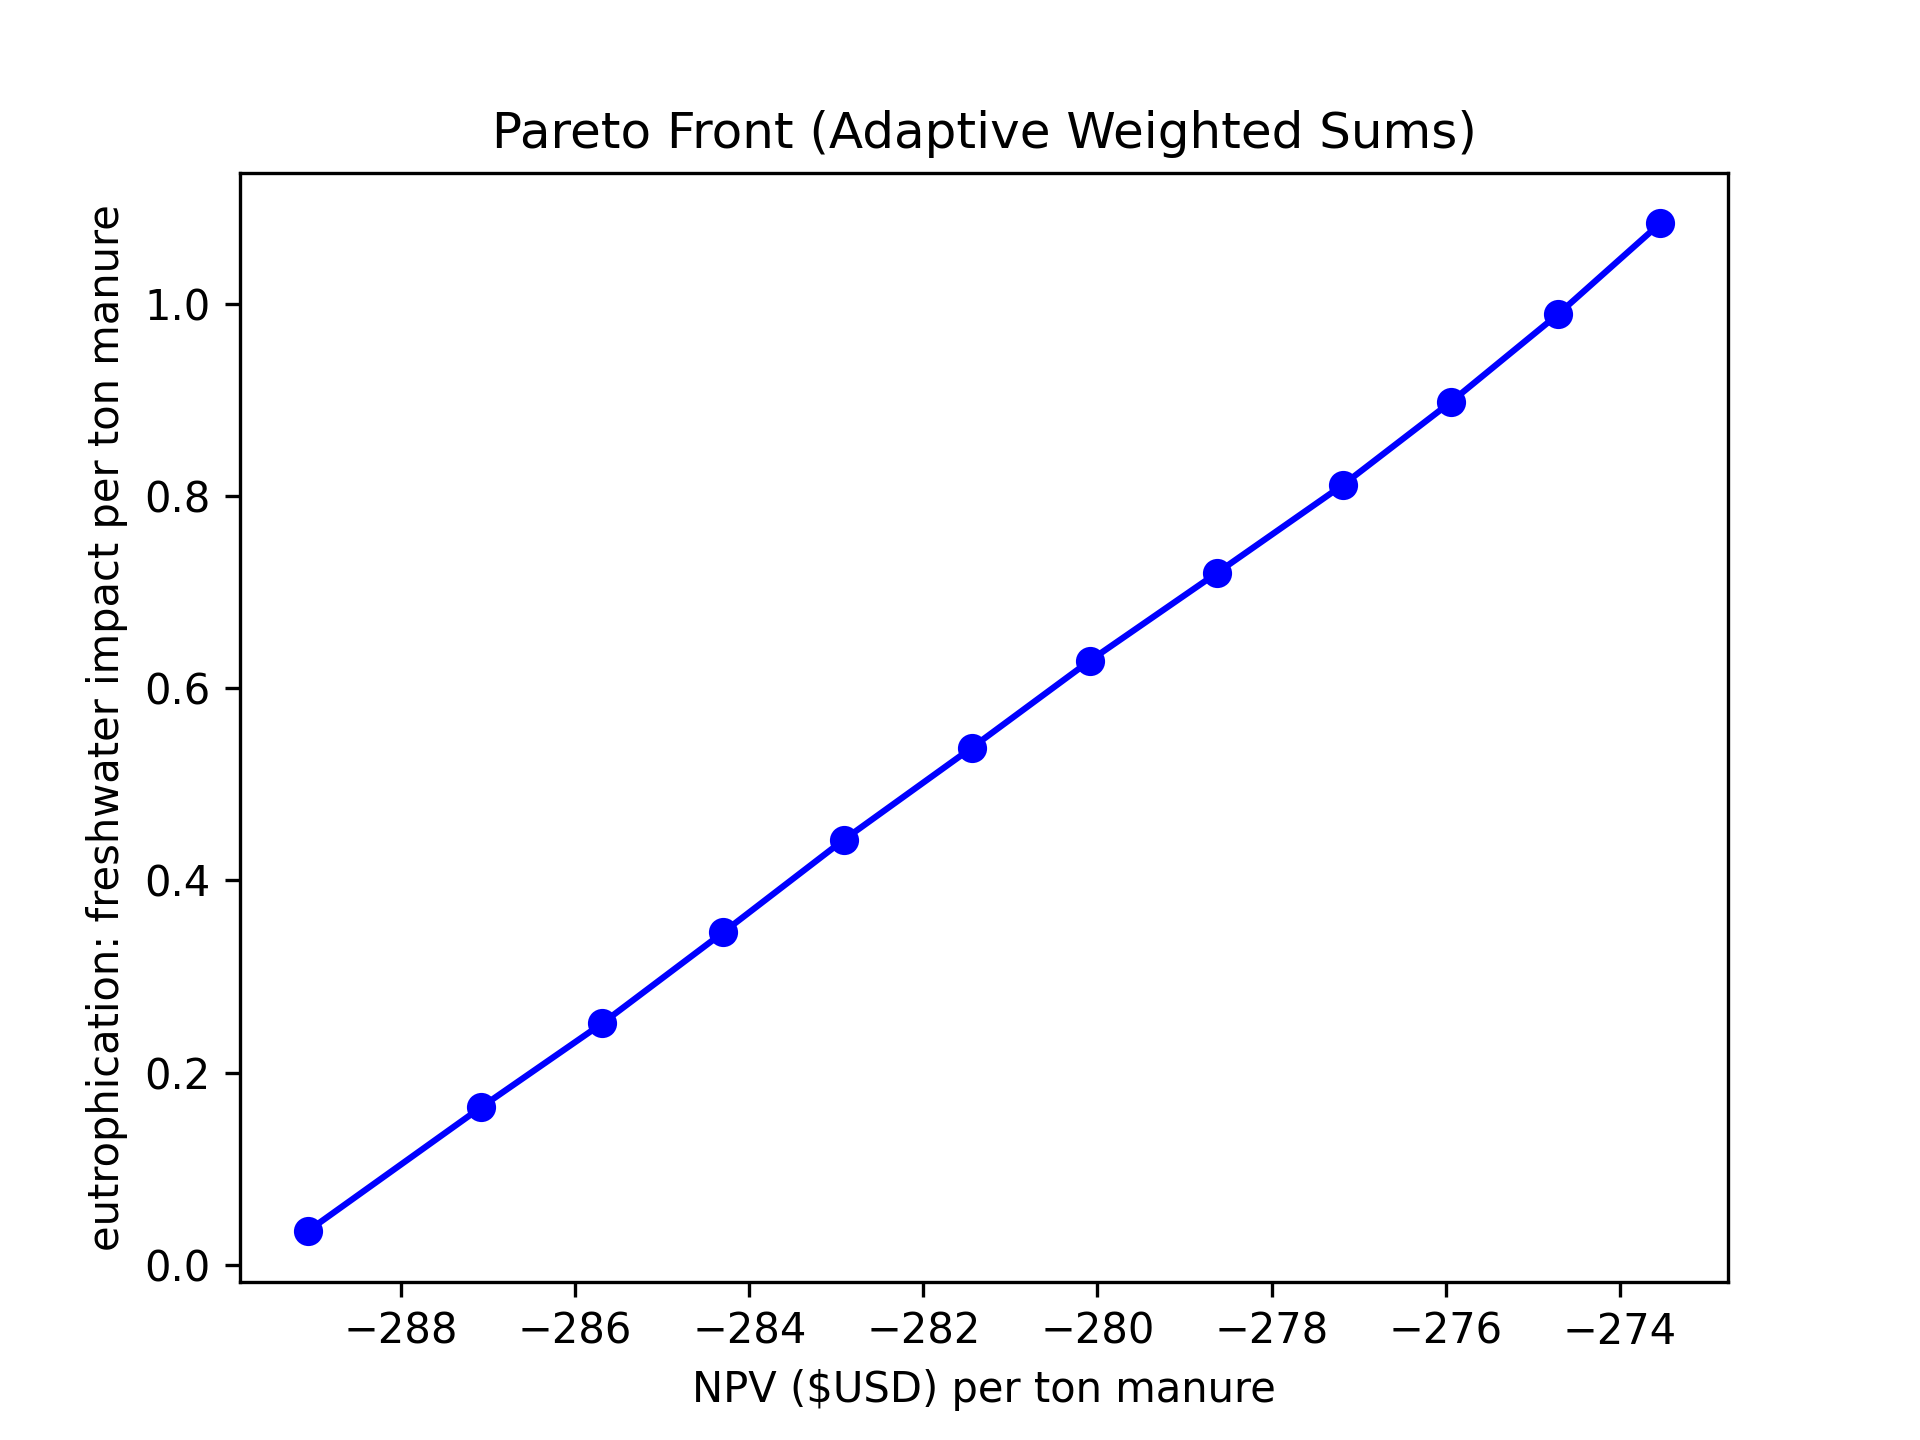 Pareto Front (Adaptive Weighted Sums)
eutrophication: freshwater impact per ton manure
1.0
0.8
0.6
0.4
0.2
0.0
−288 −286 −284 −282 −280 −278 −276 −274
NPV ($USD) per ton manure